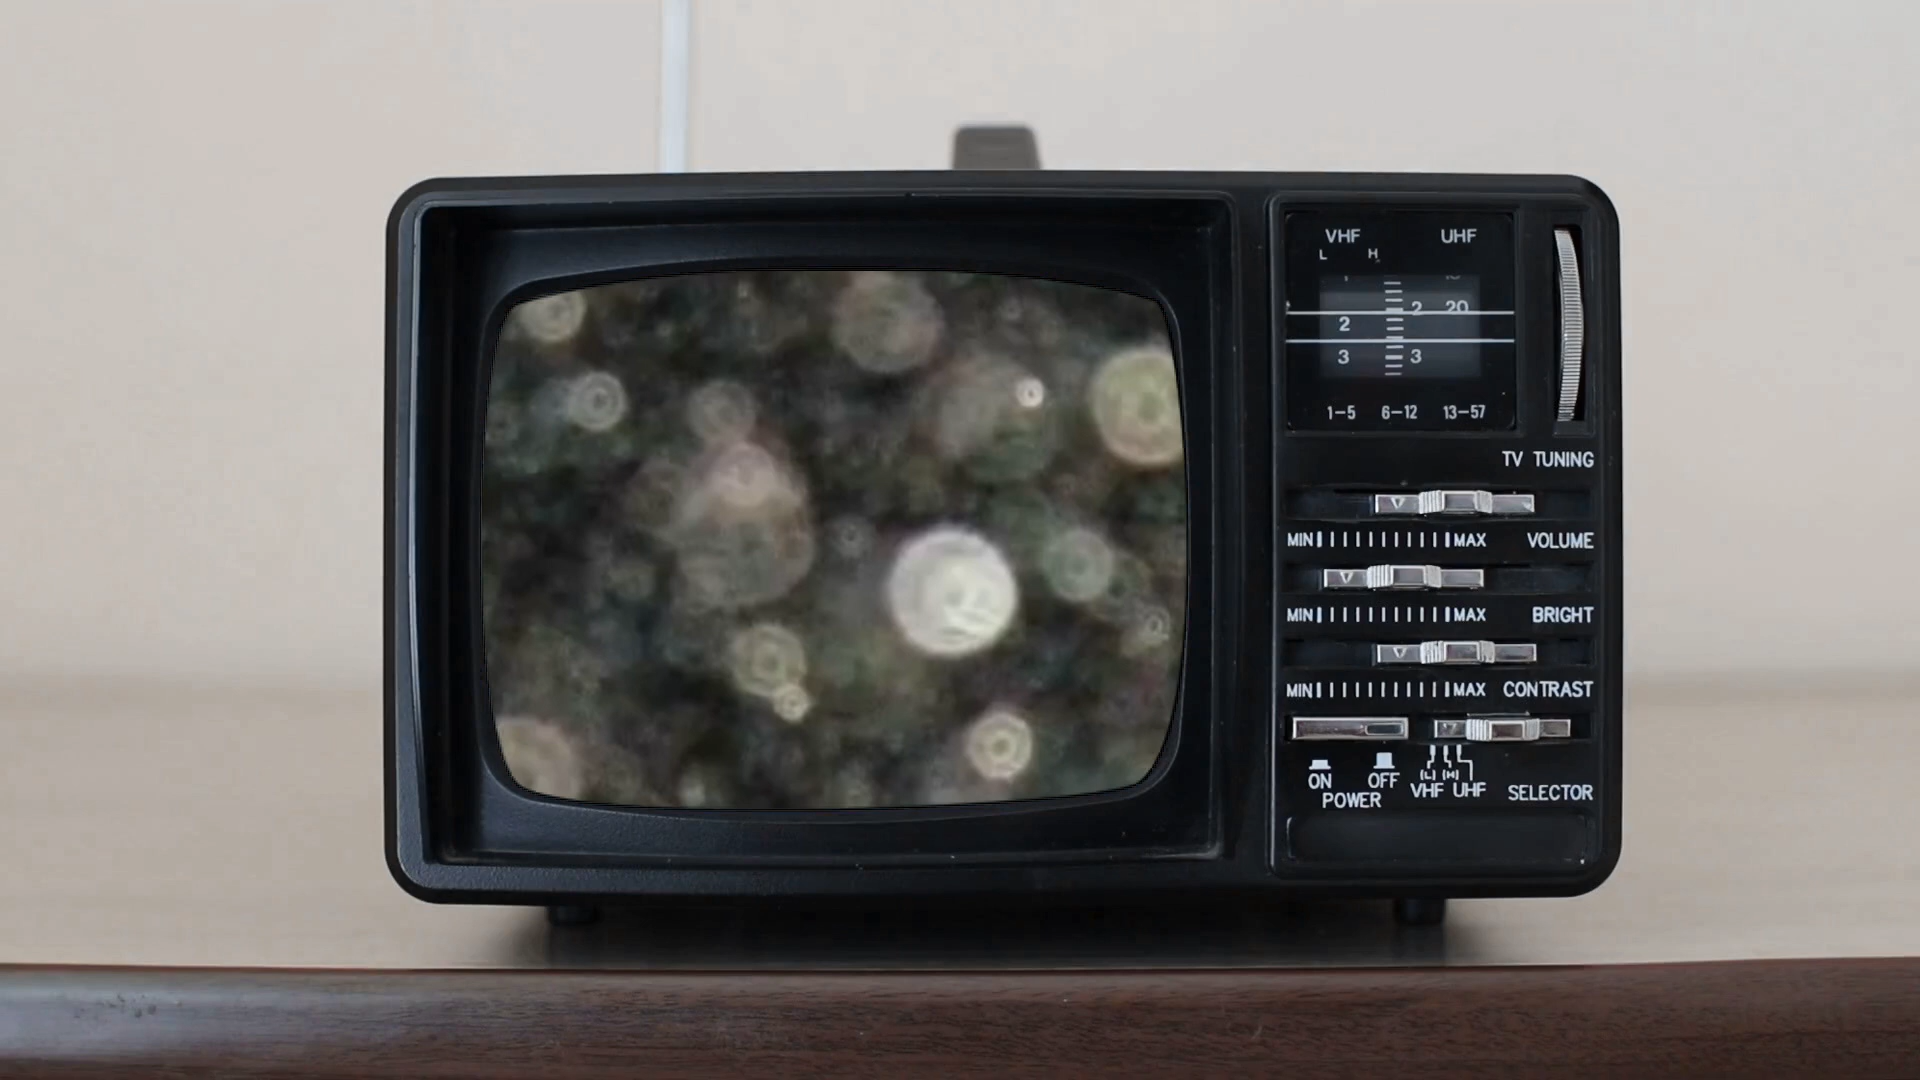 VHF UHF
L H
2 20
2
3 3
1-5 6-12 13-57
TV TUNING
MIN MAX VOLUME
MIN MAX BRIGHT
MIN MAX CONTRAST
ON OFF (L) (H)
POWER VHF UHF SELECTOR